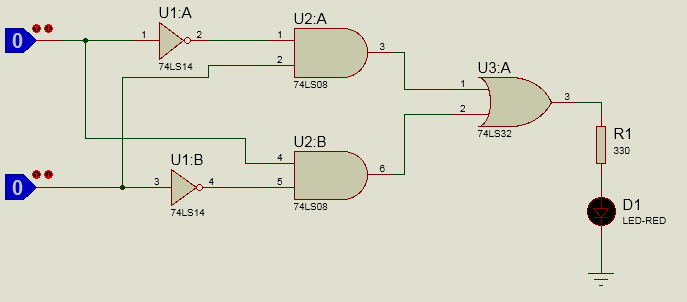 U1:A
U2:A
0
1
2
1
3
2
74LS14
74LS08
U3:A
1
3
2
74LS32
R1
330
U1:B
U2:B
4
6
0
3
4
5
74LS14
74LS08
D1
LED-RED